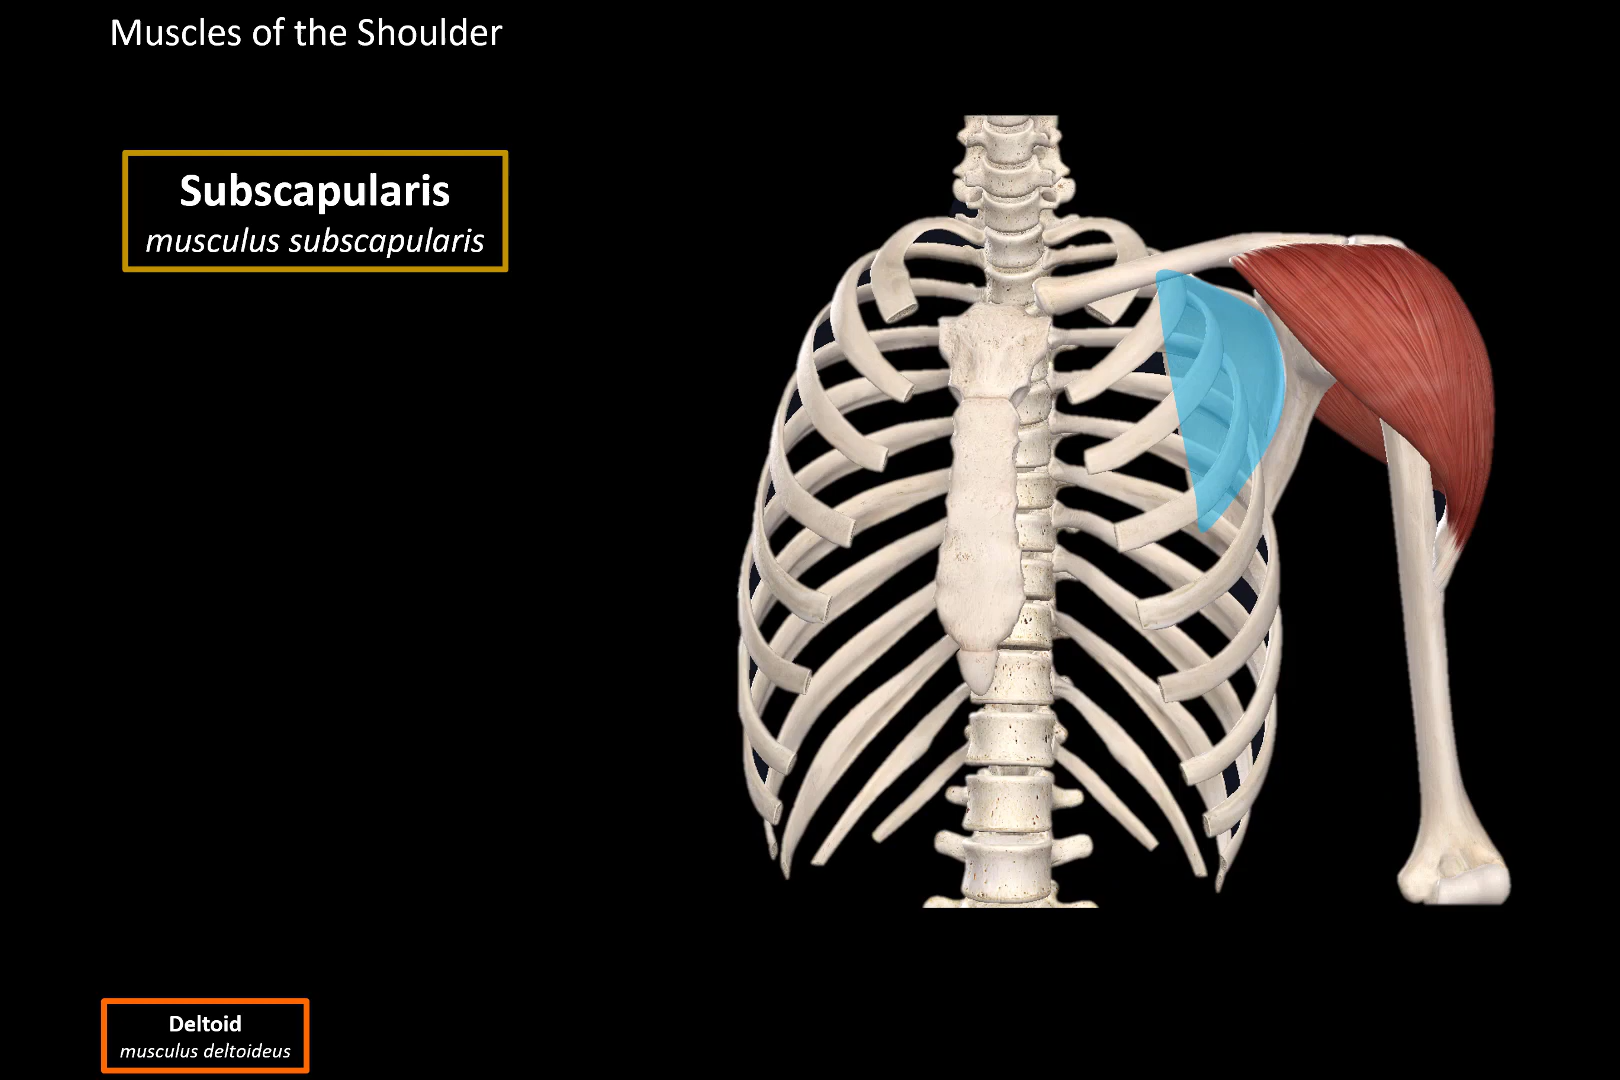 Muscles of the Shoulder
Subscapularis
musculus subscapularis
Deltoid
musculus deltoideus